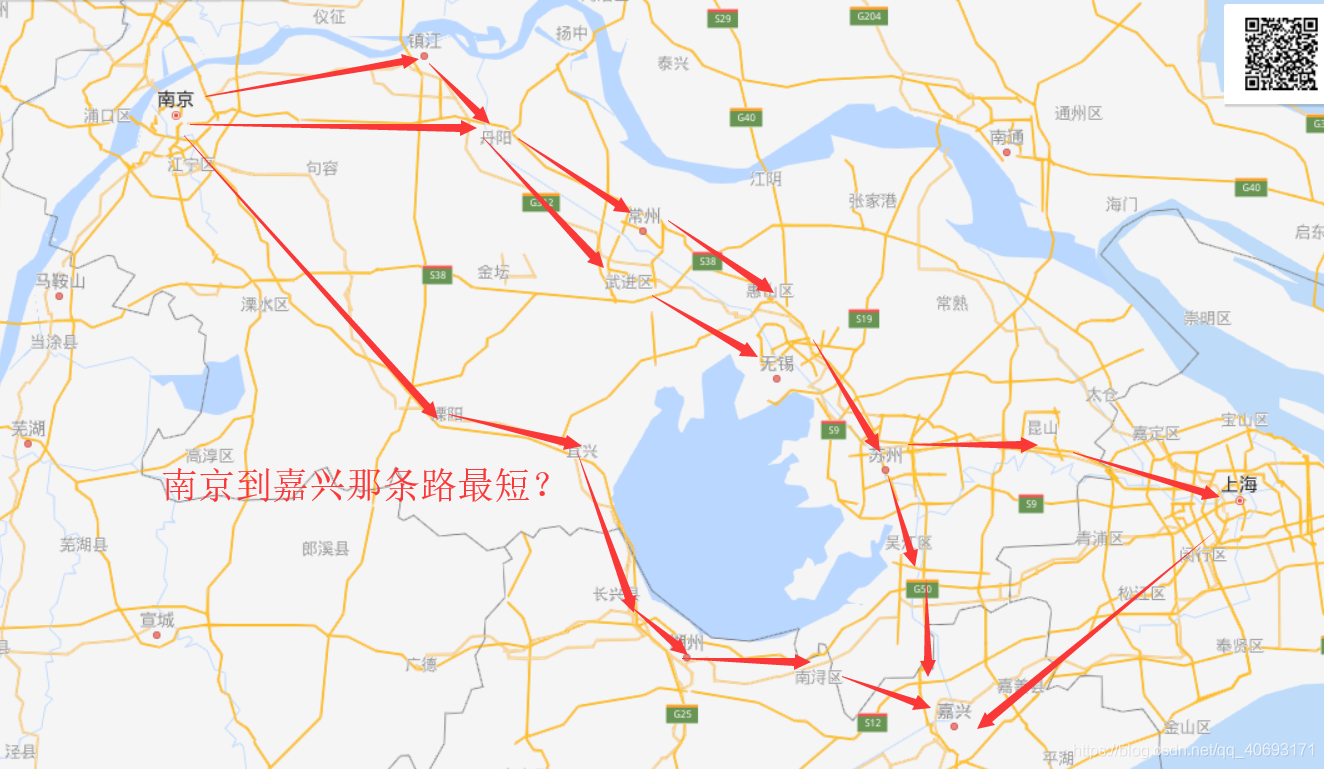 仪征
S29
G204
镇江
扬中
泰兴
南京
浦口区
G40
通州区
丹阳
南通
江宁区
句容
江阴
张家港
G40
海门
常州
启东
S38
金坛
武进区
S38
惠山区
马鞍山
溧水区
常熟
S19
崇明区
当涂县
无锡
太仓
溧阳
芜湖
S9
昆山
嘉定区
宝山区
高淳区
宜兴
苏州
南京到嘉兴那条路最短？
上海
S9
芜湖县
郎溪县
吴江区
青浦区
闵行区
长兴县
G50
松江区
宣城
湖州
广德
南浔区
奉贤区
嘉善县
G25
S12
嘉兴
金山区
泾县
平湖
https://blog.csdn.net/qq_40693171